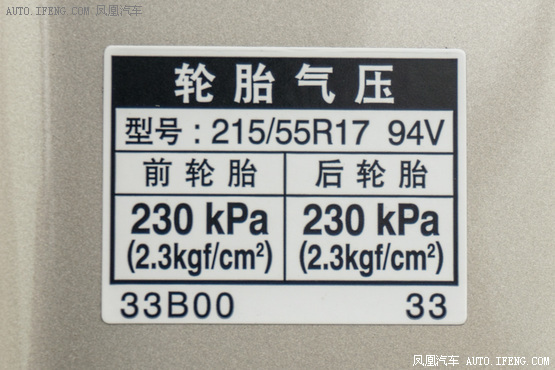 AUTO.IFENG.COM 凤凰汽车
轮胎气压
型号：215/55R17 94V
前轮胎 后轮胎
230 kPa 230 kPa
(2.3kgf/cm²) (2.3kgf/cm²)
33B00 33
凤凰汽车 AUTO.IFENG.COM